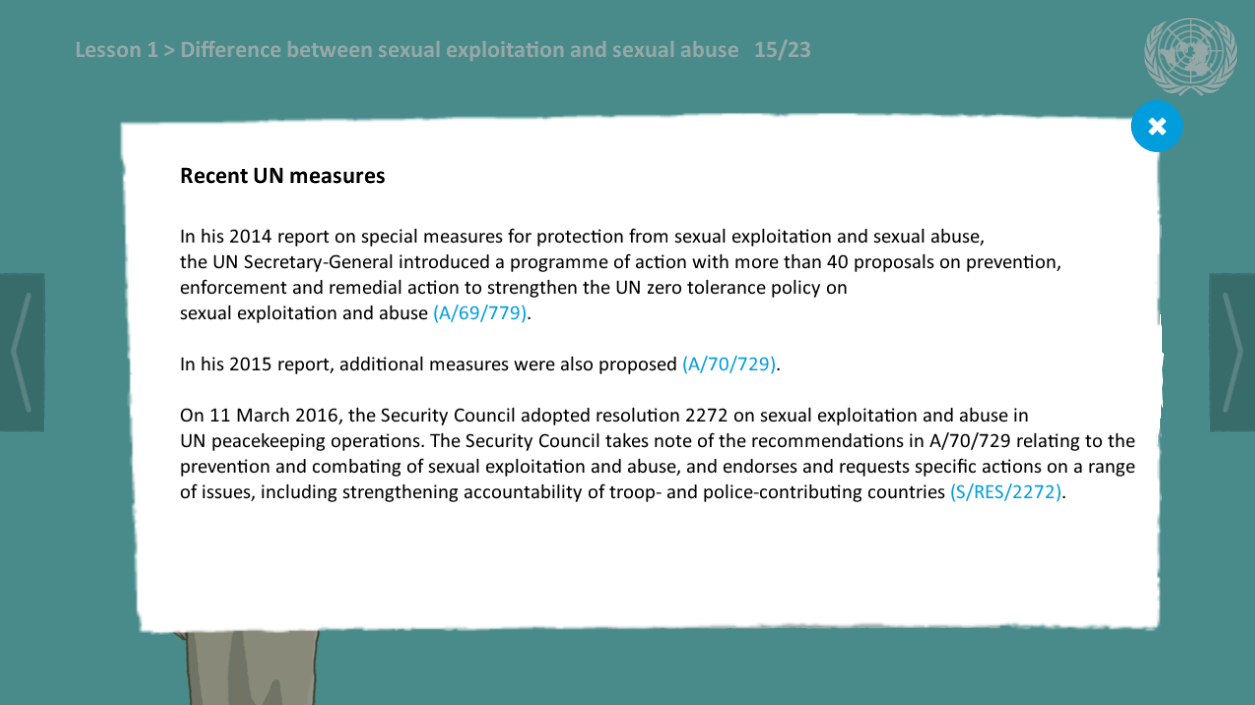 Lesson 1 > Difference between sexual exploitation and sexual abuse 15/23
Recent UN measures
In his 2014 report on special measures for protection from sexual exploitation and sexual abuse,
the UN Secretary-General introduced a programme of action with more than 40 proposals on prevention,
enforcement and remedial action to strengthen the UN zero tolerance policy on
sexual exploitation and abuse (A/69/779).
In his 2015 report, additional measures were also proposed (A/70/729).
On 11 March 2016, the Security Council adopted resolution 2272 on sexual exploitation and abuse in
UN peacekeeping operations. The Security Council takes note of the recommendations in A/70/729 relating to the
prevention and combating of sexual exploitation and abuse, and endorses and requests specific actions on a range
of issues, including strengthening accountability of troop- and police-contributing countries (S/RES/2272).